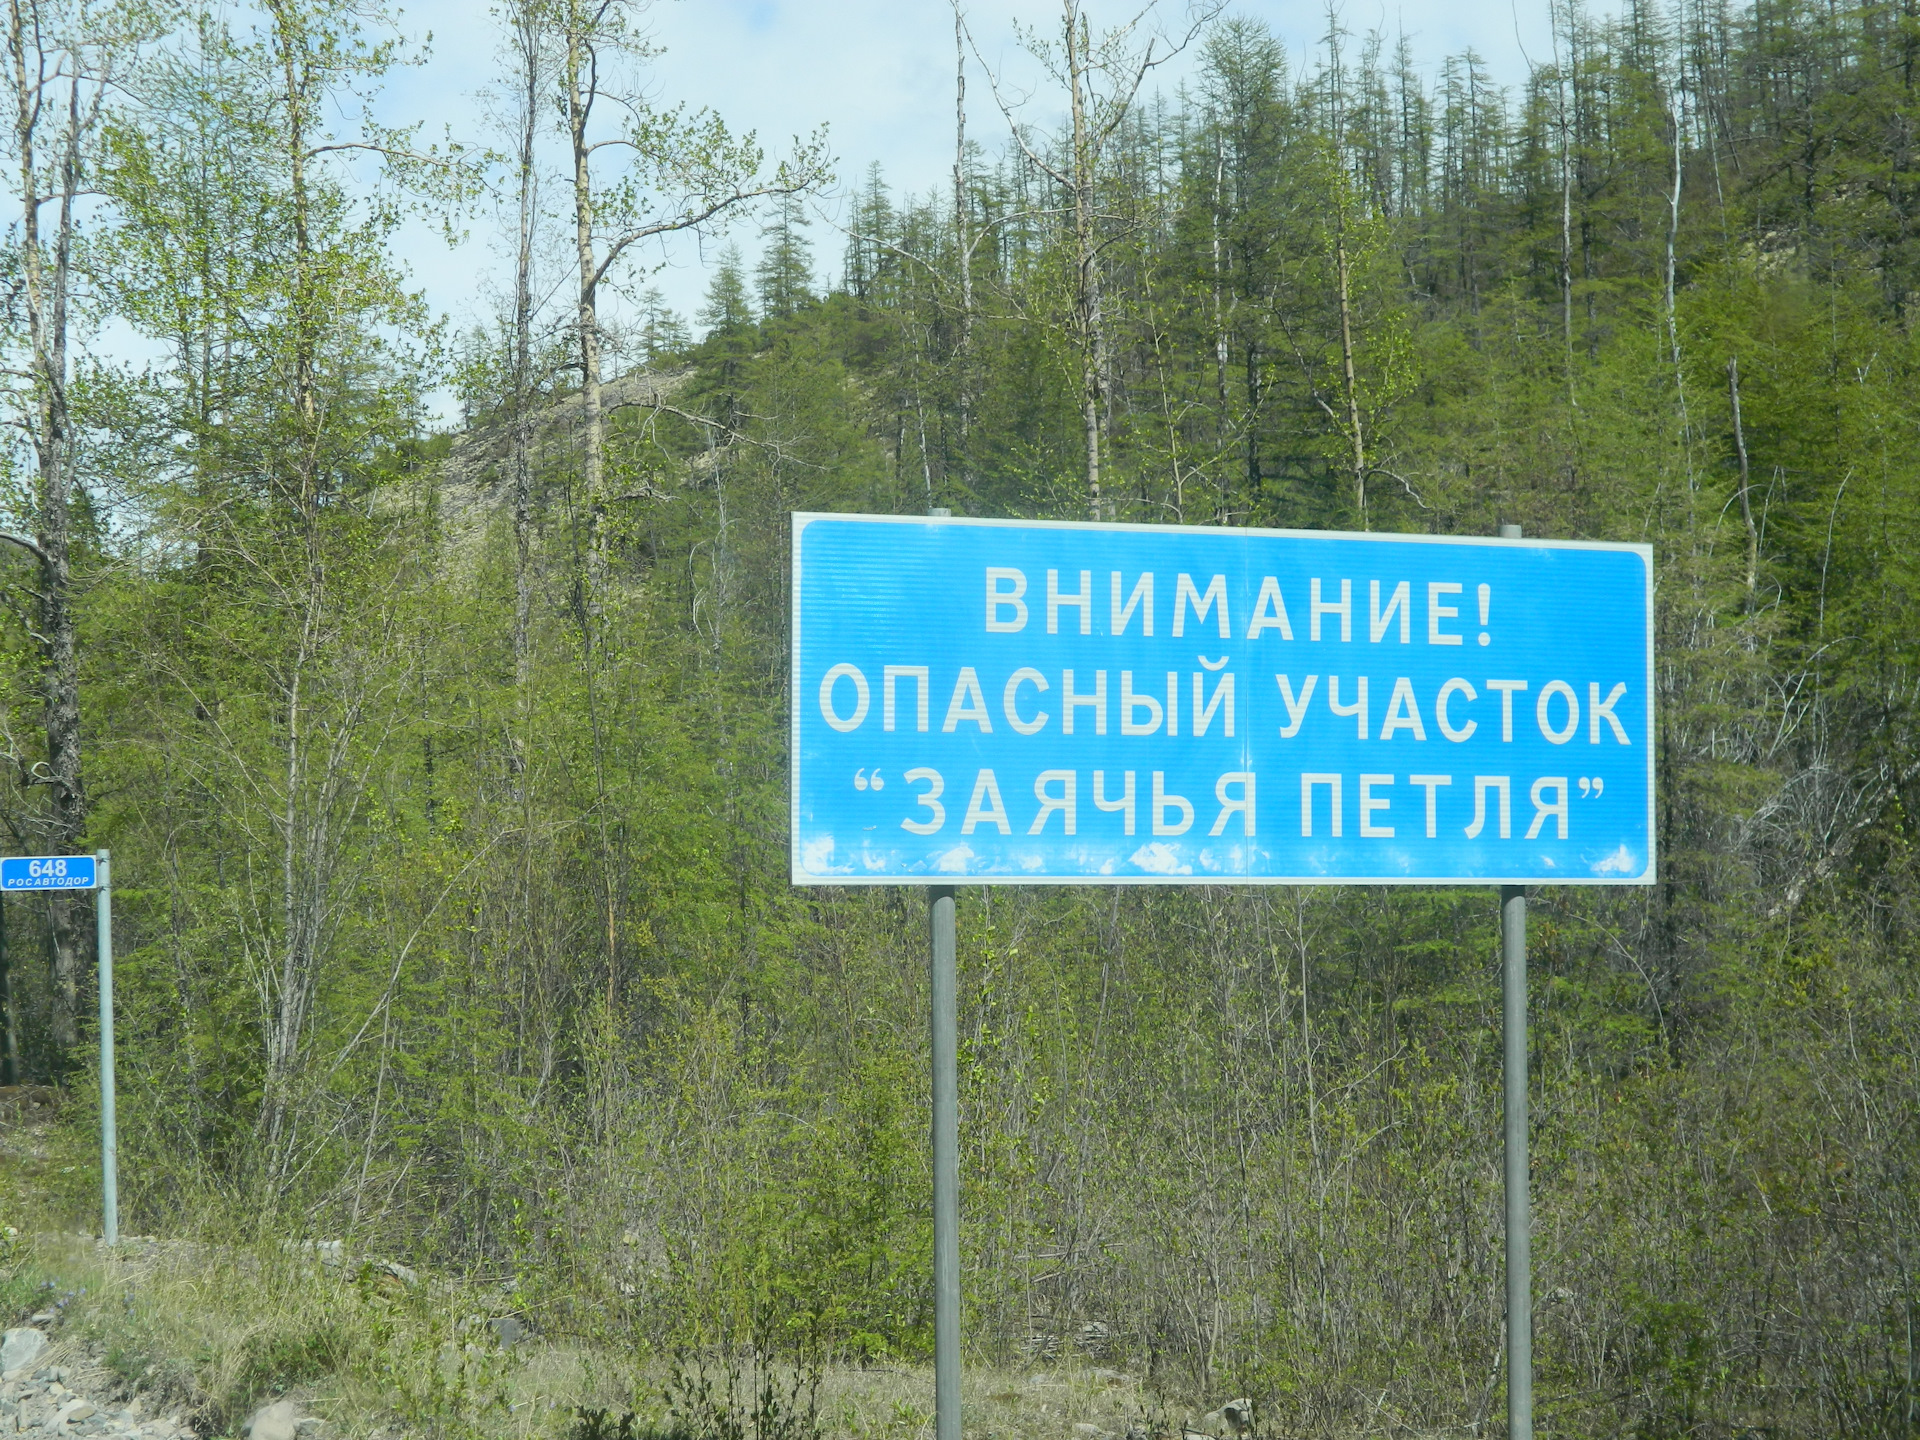 ВНИМАНИЕ!
ОПАСНЫЙ УЧАСТОК
“ЗАЯЧЬЯ ПЕТЛЯ”
648
РОСАВТОДОР